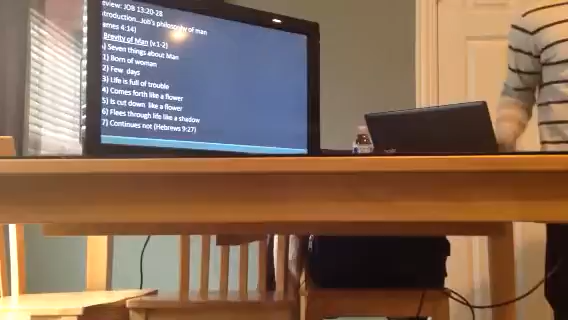 eview: JOB 13:20-28
troduction...Job's philosophy of man
ames 4:14)
Brevity of Man (v.1-2)
) Seven things about Man
1) Born of woman
2) Few days
3) Life is full of trouble
4) Comes forth like a flower
5) Is cut down like a flower
6) Flees through life like a shadow
7) Continues not (Hebrews 9:27)